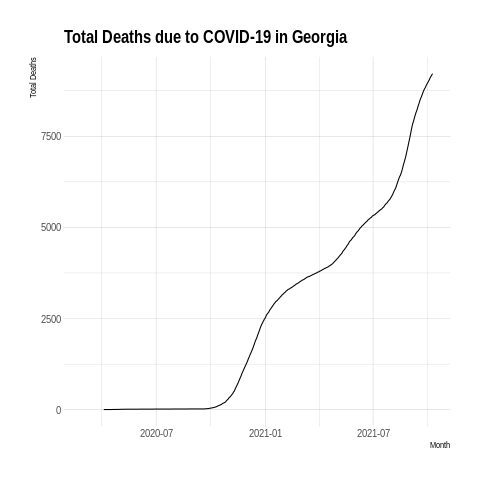 Total Deaths due to COVID-19 in Georgia
Total Deaths
7500
5000
2500
0
2020-07
2021-01
2021-07
Month